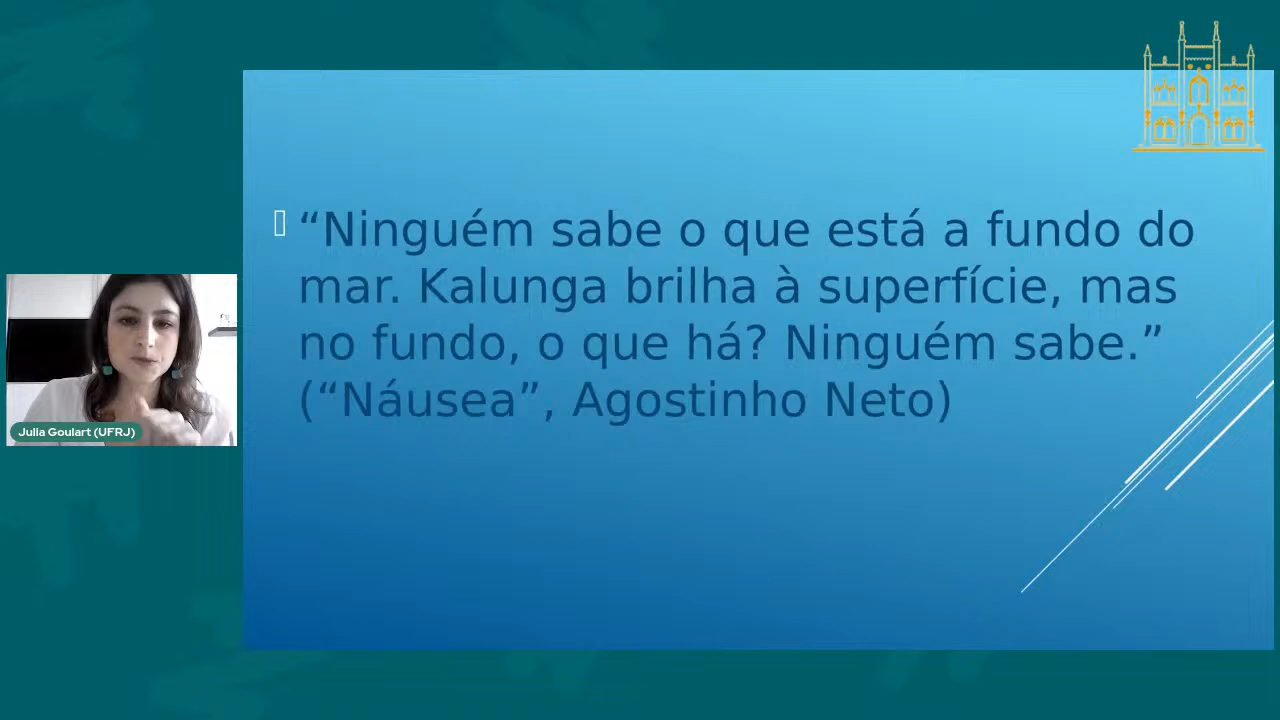 “Ninguém sabe o que está a fundo do
mar. Kalunga brilha à superfície, mas
no fundo, o que há? Ninguém sabe.”
(“Náusea”, Agostinho Neto)
Julia Goulart (UFRJ)